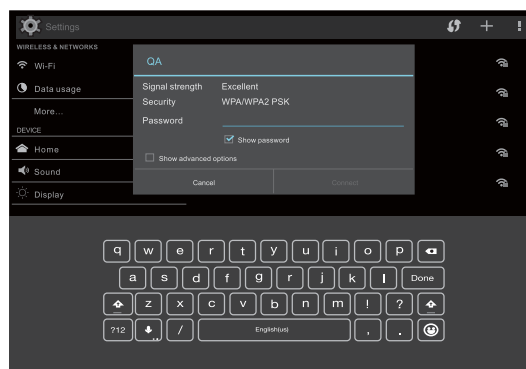 Settings
WIRELESS & NETWORKS
Wi-Fi
Data usage
More...
DEVICE
Home
Sound
Display
QA
Signal strength Excellent
Security WPA/WPA2 PSK
Password
Show password
Show advanced options
Cancel Connect
q w e r t y u i o p
a s d f g r j k l Done
z x c v b n m ! ?
?12 / English(us) , .